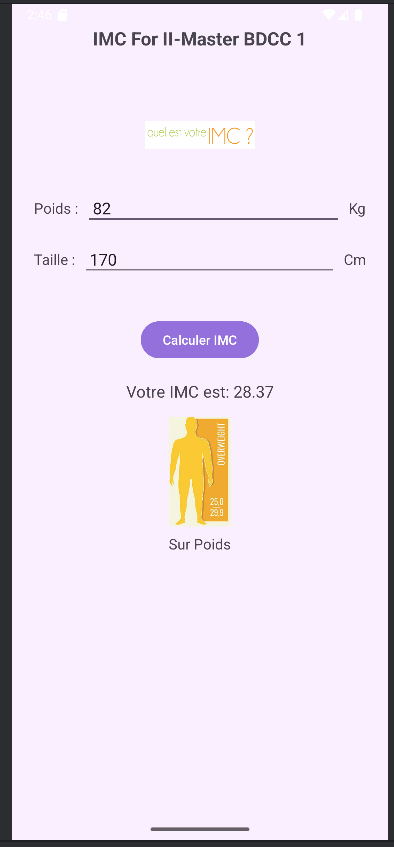 2:46
IMC For II-Master BDCC 1
quel est votre IMC ?
Poids : 82 Kg
Taille : 170 Cm
Calculer IMC
Votre IMC est: 28.37
OVERWEIGHT
25.0
29.9
Sur Poids